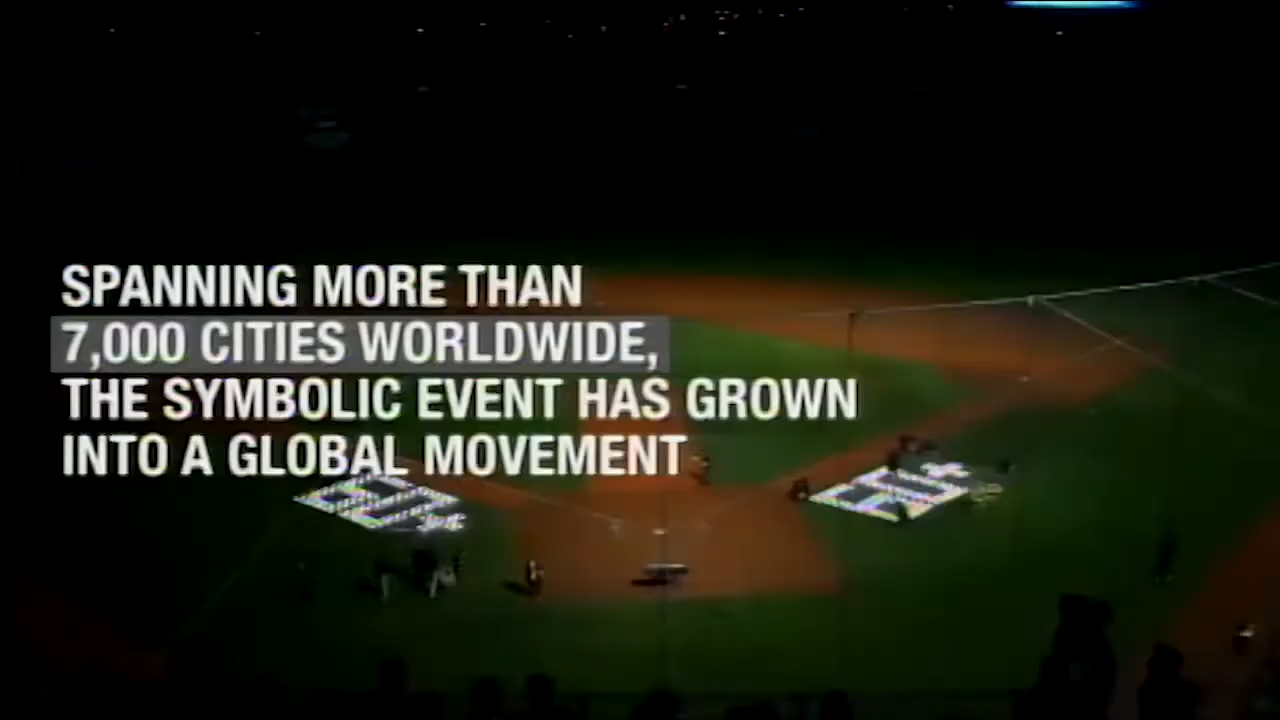 SPANNING MORE THAN
7,000 CITIES WORLDWIDE,
THE SYMBOLIC EVENT HAS GROWN
INTO A GLOBAL MOVEMENT